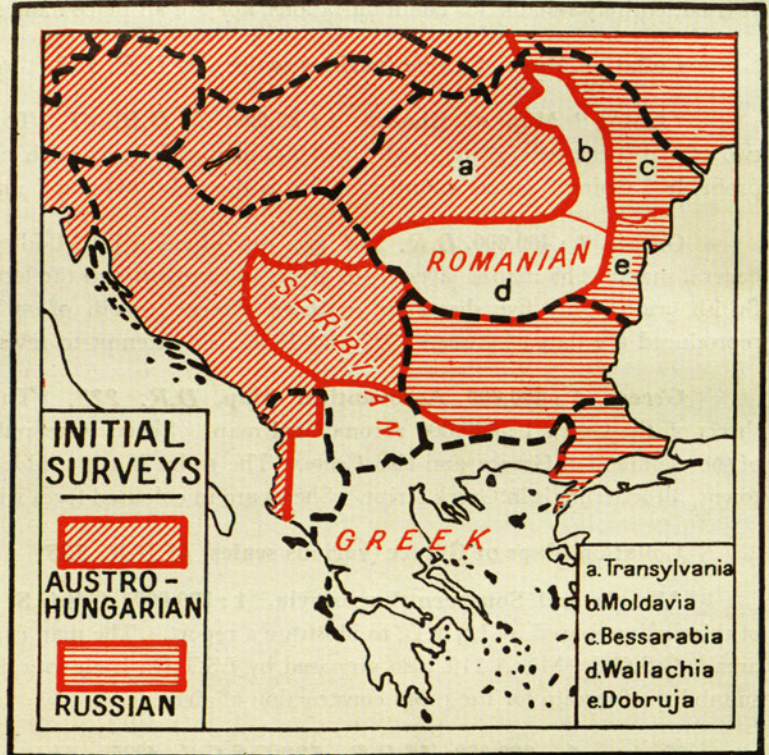 a
b
c
ROMANIAN
d
e
SERBIAN
GREEK
INITIAL
SURVEYS
AUSTRO-
HUNGARIAN
RUSSIAN
a.Transylvania
b.Moldavia
c.Bessarabia
d.Wallachia
e.Dobruja